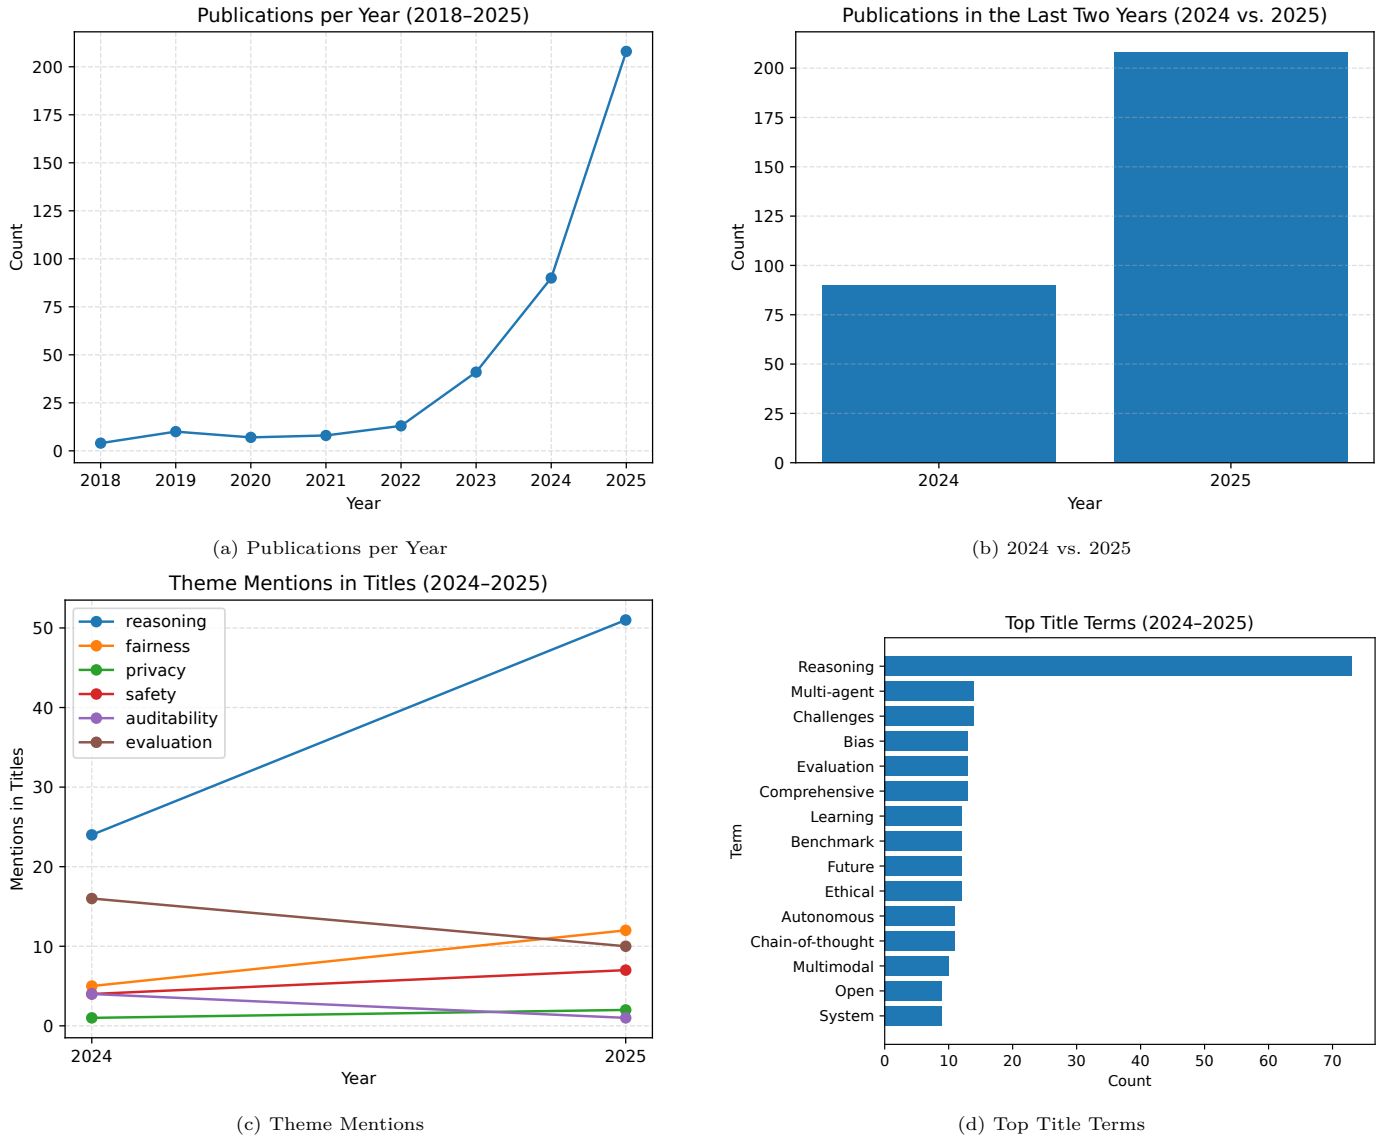 Publications per Year (2018–2025)
200
175
150
125
100
75
50
25
0
Count
2018 2019 2020 2021 2022 2023 2024 2025
Year
(a) Publications per Year
Publications in the Last Two Years (2024 vs. 2025)
200
175
150
125
100
75
50
25
0
Count
2024 2025
Year
(b) 2024 vs. 2025
Theme Mentions in Titles (2024–2025)
reasoning
fairness
privacy
safety
auditability
evaluation
50
40
30
20
10
0
Mentions in Titles
2024 2025
Year
(c) Theme Mentions
Top Title Terms (2024–2025)
Reasoning
Multi-agent
Challenges
Bias
Evaluation
Comprehensive
Learning
Benchmark
Future
Ethical
Autonomous
Chain-of-thought
Multimodal
Open
System
Term
0 10 20 30 40 50 60 70
Count
(d) Top Title Terms